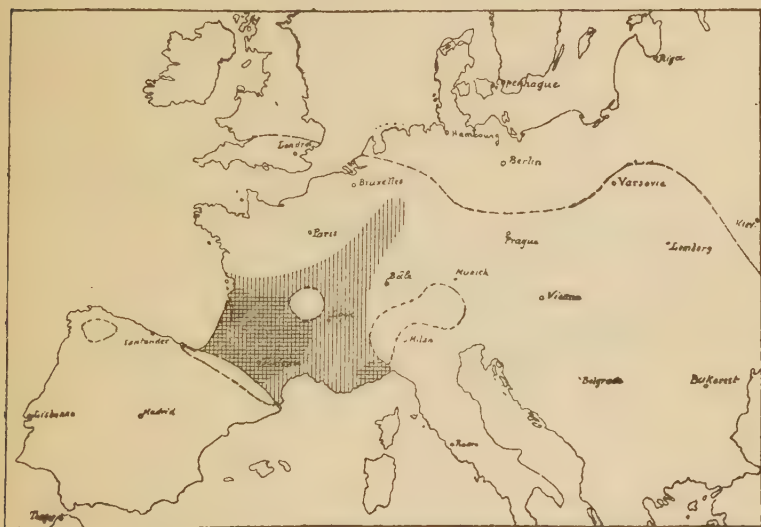 Riga
Copenhague
Hambourg
Londres
Berlin
Bruxelles
Varsovie
Kiev
Paris
Prague
Lemberg
Bâle
Munich
Vienne
Santander
Milan
Belgrade
Bukarest
Lisbonne
Madrid
Rome